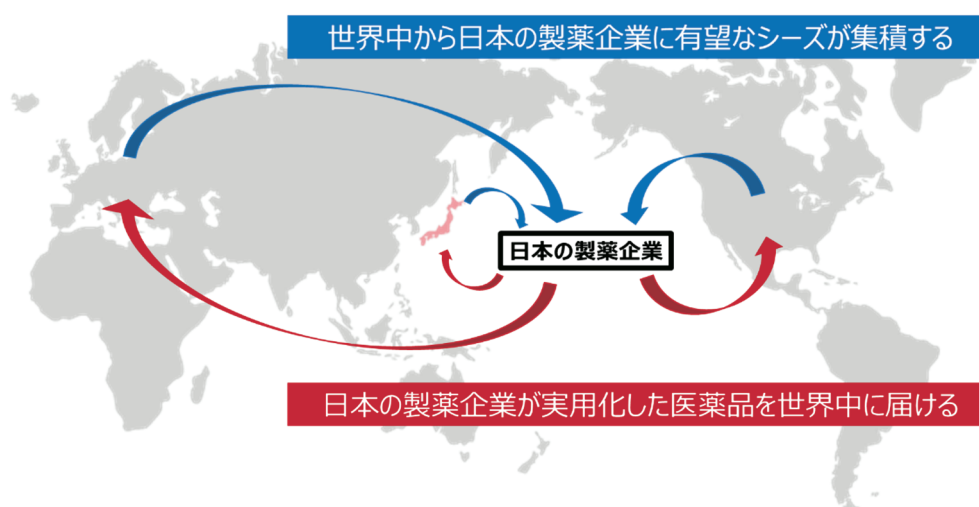 世界中から日本の製薬企業に有望なシーズが集積する
日本の製薬企業
日本の製薬企業が実用化した医薬品を世界中に届ける